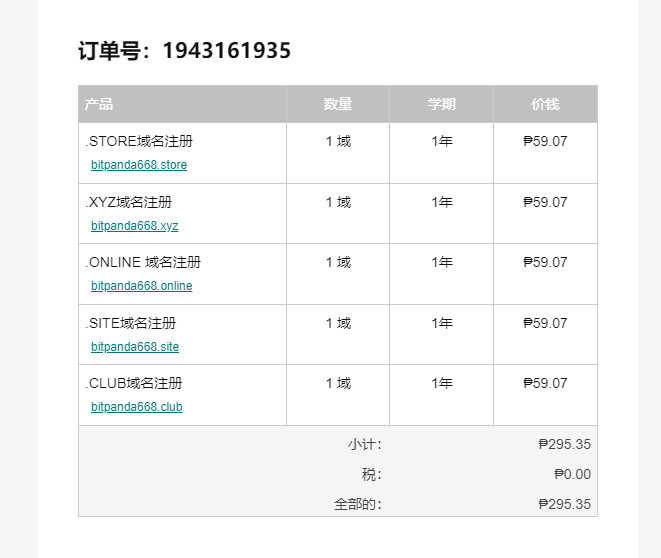 订单号：1943161935
产品 数量 学期 价钱
.STORE域名注册 1 域 1年 ₱59.07
bitpanda668.store
.XYZ域名注册 1 域 1年 ₱59.07
bitpanda668.xyz
.ONLINE 域名注册 1 域 1年 ₱59.07
bitpanda668.online
.SITE域名注册 1 域 1年 ₱59.07
bitpanda668.site
.CLUB域名注册 1 域 1年 ₱59.07
bitpanda668.club
小计： ₱295.35
税： ₱0.00
全部的： ₱295.35